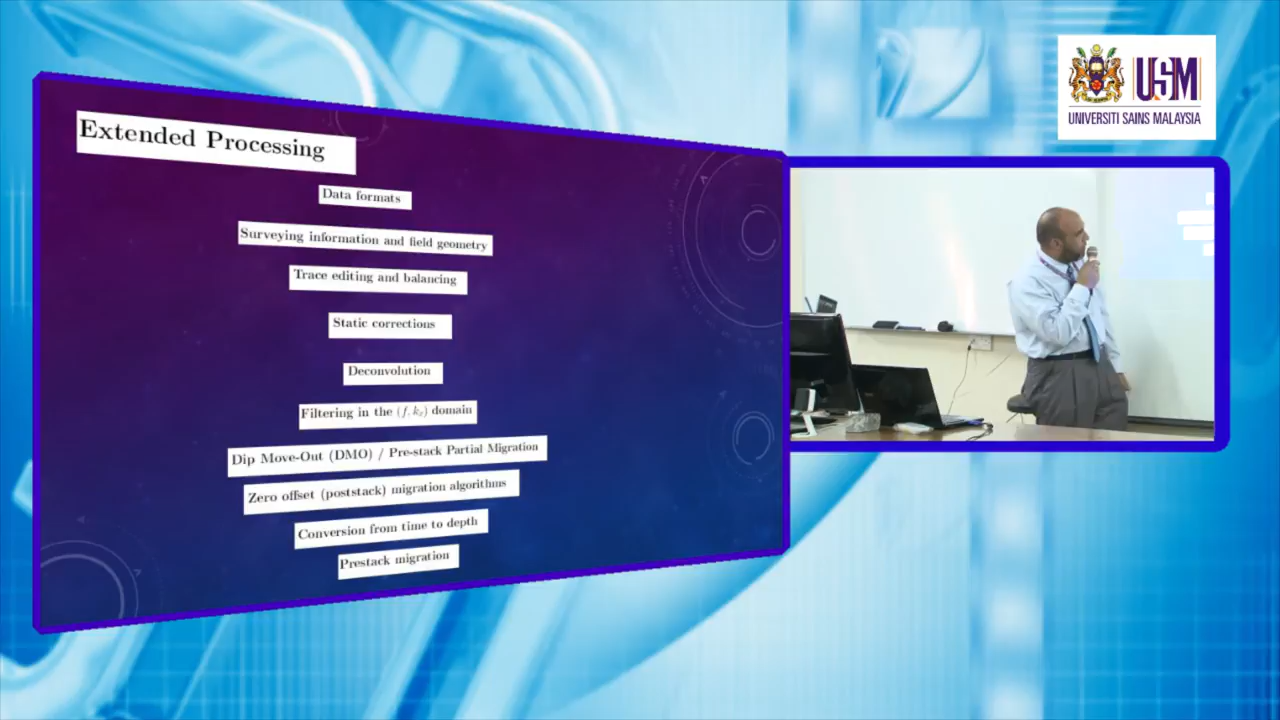 Extended Processing
Data formats
Surveying information and field geometry
Trace editing and balancing
Static corrections
Deconvolution
Filtering in the (f, kx) domain
Dip Move-Out (DMO) / Pre-stack Partial Migration
Zero offset (poststack) migration algorithms
Conversion from time to depth
Prestack migration
USM
UNIVERSITI SAINS MALAYSIA